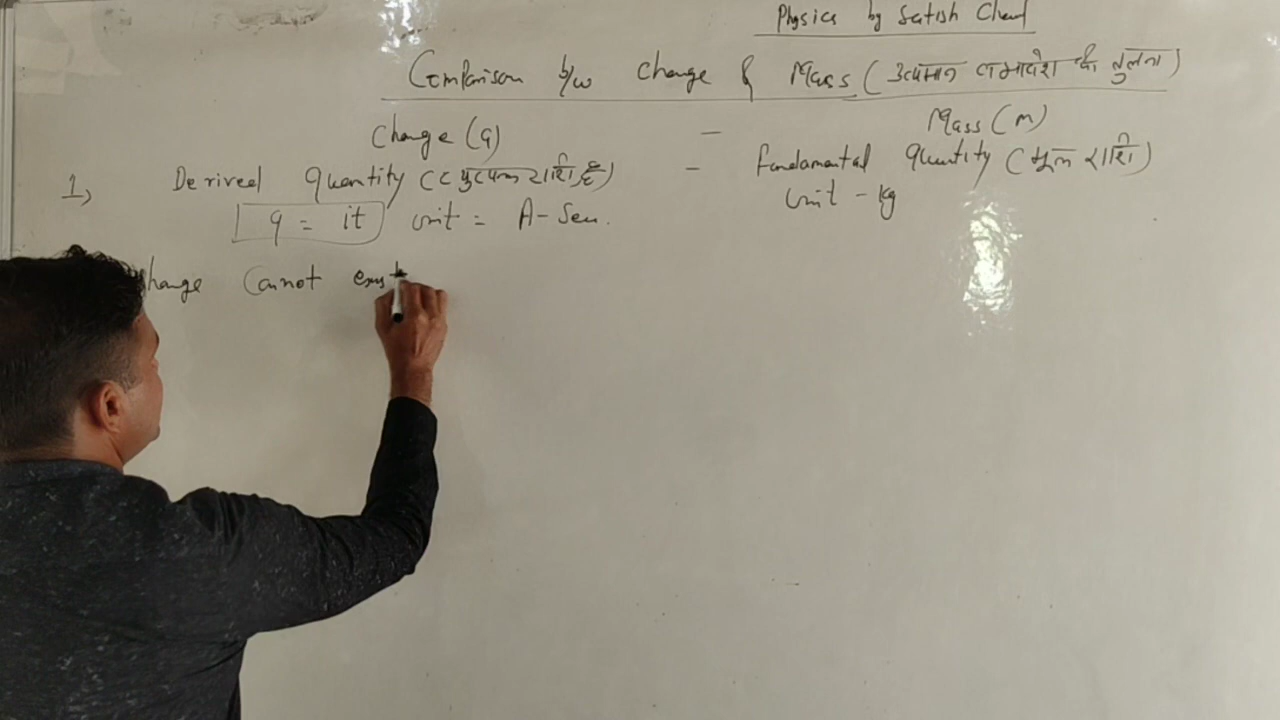 Physics by Satish Chand
Comparison b/w Charge & Mass (द्रव्यमान व आवेश की तुलना)
Charge (q) - Mass (m)
1, Derived Quantity (व्युत्पन्न राशि है) - Fundamental Quantity (मूल राशि)
q = it unit = A-Sec. unit - kg
Charge Cannot exist